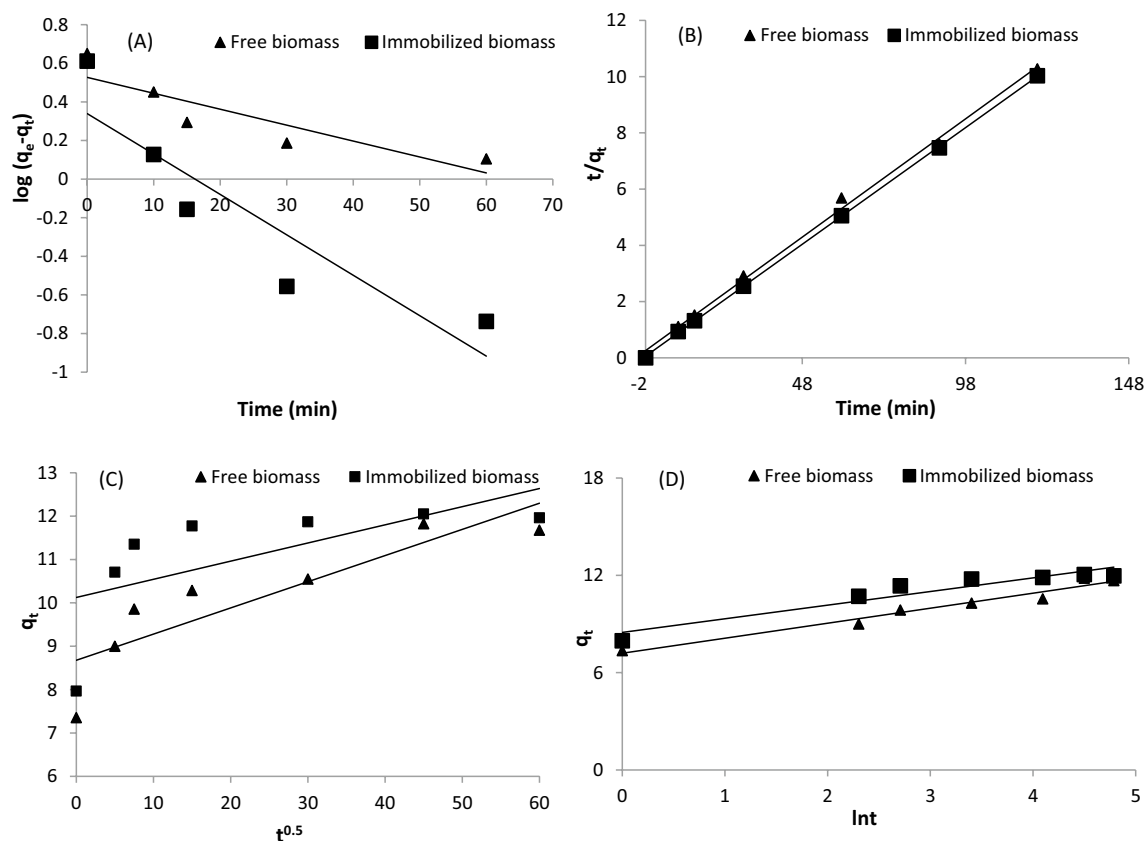 (A)
Free biomass
Immobilized biomass
0.8
0.6
0.4
0.2
0
-0.2
-0.4
-0.6
-0.8
-1
log (qe-qt)
0 10 20 30 40 50 60 70
Time (min)
(B)
Free biomass
Immobilized biomass
12
10
8
6
4
2
0
t/qt
-2 48 98 148
Time (min)
(C)
Free biomass
Immobilized biomass
13
12
11
10
9
8
7
6
qt
0 10 20 30 40 50 60
t0.5
(D)
Free biomass
Immobilized biomass
18
12
6
0
qt
0 1 2 3 4 5
lnt